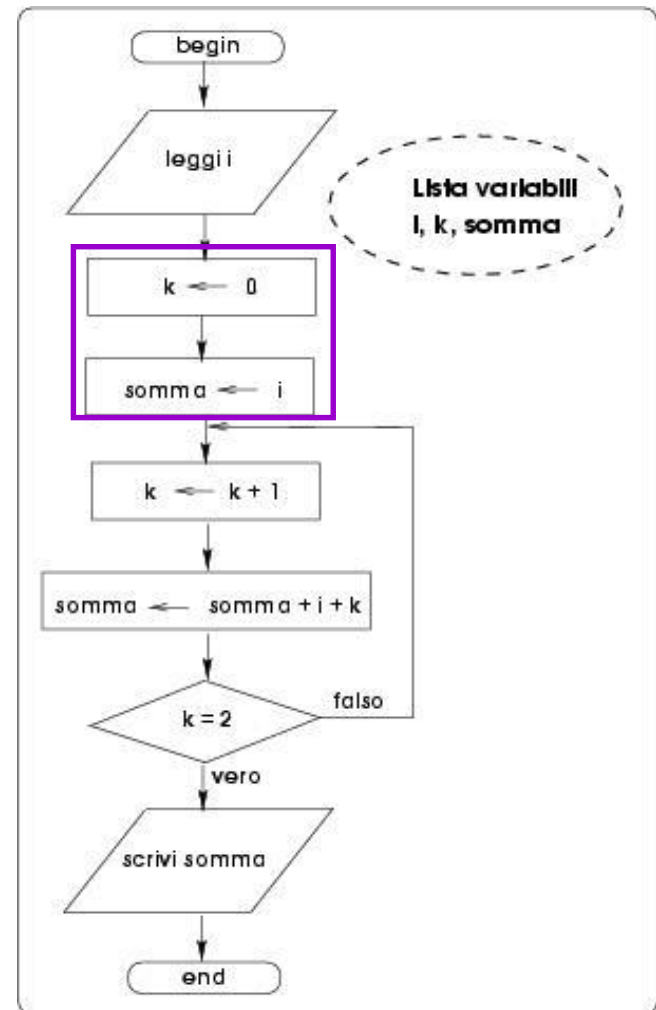 begin
leggi i
Lista variabili
i, k, somma
k ← 0
somma ← i
k ← k + 1
somma ← somma + i + k
k = 2
falso
vero
scrivi somma
end